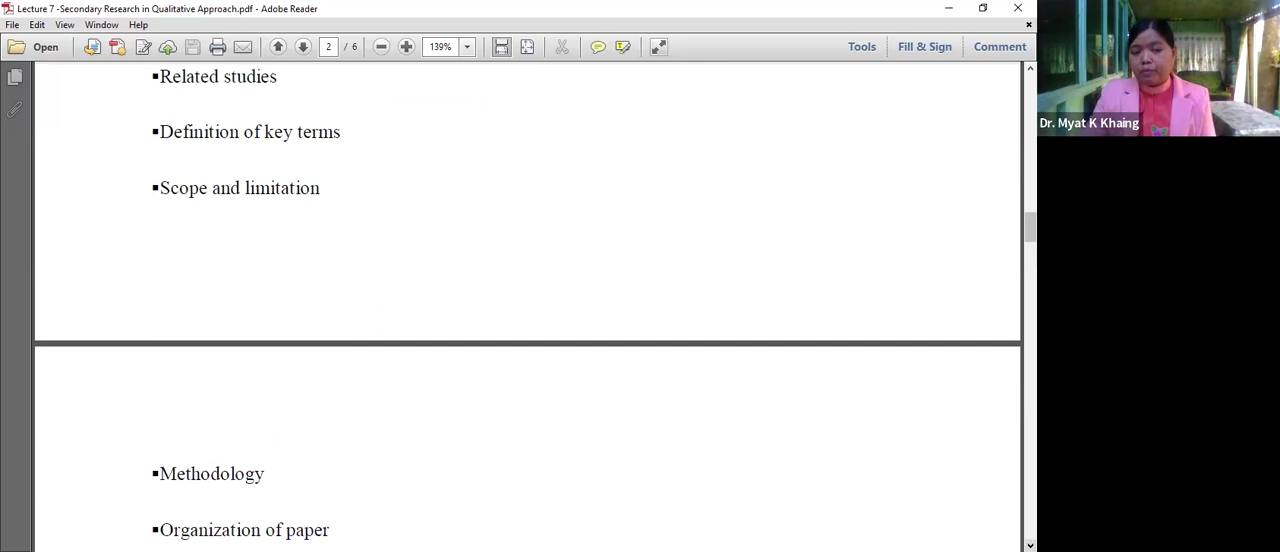 Lecture 7 -Secondary Research in Qualitative Approach.pdf - Adobe Reader
File Edit View Window Help
Open 2 / 6 139% Tools Fill & Sign Comment
▪Related studies
▪Definition of key terms
▪Scope and limitation
▪Methodology
▪Organization of paper
Dr. Myat K Khaing